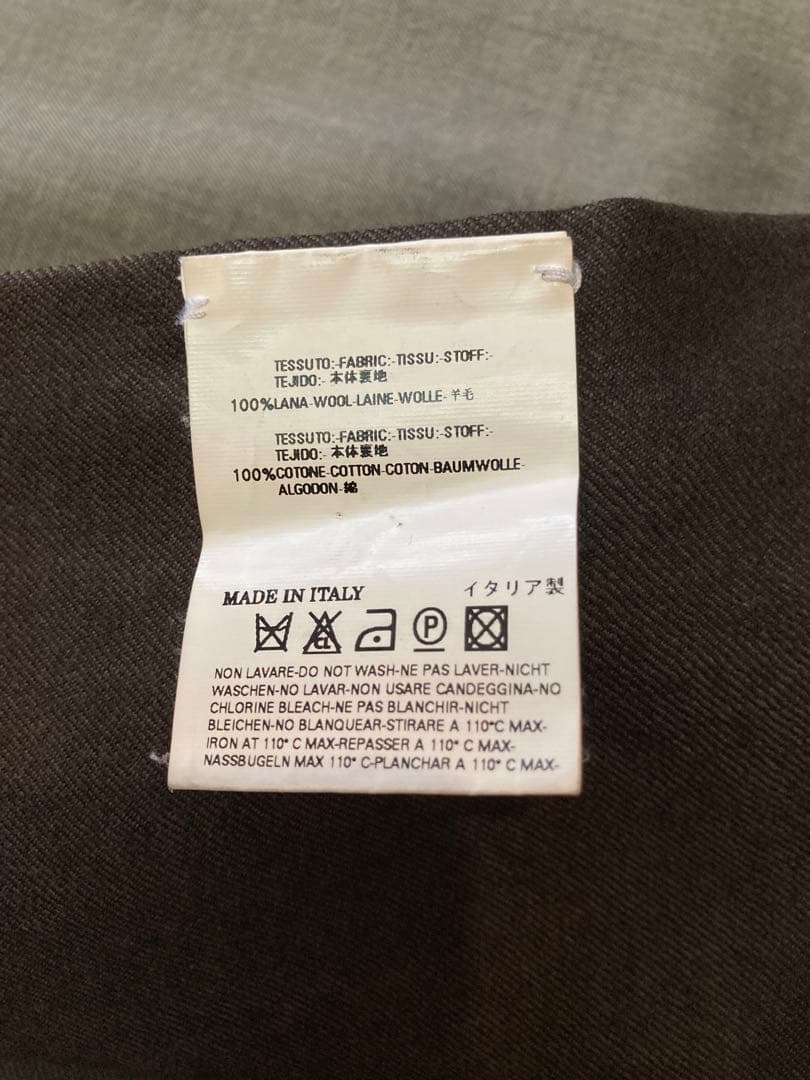 TESSUTO:-FABRIC:-TISSU:-STOFF:-
TEJIDO:- 本体裏地
100%LANA-WOOL-LAINE-WOLLE-羊毛
TESSUTO:-FABRIC:-TISSU:-STOFF:-
TEJIDO:- 本体裏地
100%COTONE-COTTON-COTON-BAUMWOLLE-
ALGODON-綿
MADE IN ITALY イタリア製
cl P
NON LAVARE-DO NOT WASH-NE PAS LAVER-NICHT
WASCHEN-NO LAVAR-NON USARE CANDEGGINA-NO
CHLORINE BLEACH-NE PAS BLANCHIR-NICHT
BLEICHEN-NO BLANQUEAR-STIRARE A 110°C MAX-
IRON AT 110° C MAX-REPASSER A 110° C MAX-
NASSBUGELN MAX 110° C-PLANCHAR A 110° C MAX-